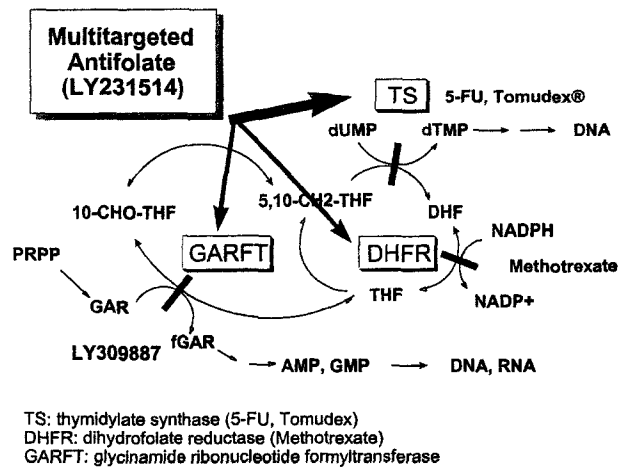 Multitargeted
Antifolate
(LY231514)
TS
5-FU, Tomudex®
dUMP
dTMP
DNA
10-CHO-THF
5,10-CH2-THF
DHF
NADPH
PRPP
GARFT
DHFR
Methotrexate
GAR
THF
NADP+
LY309887
fGAR
AMP, GMP
DNA, RNA
TS: thymidylate synthase (5-FU, Tomudex)
DHFR: dihydrofolate reductase (Methotrexate)
GARFT: glycinamide ribonucleotide formyltransferase